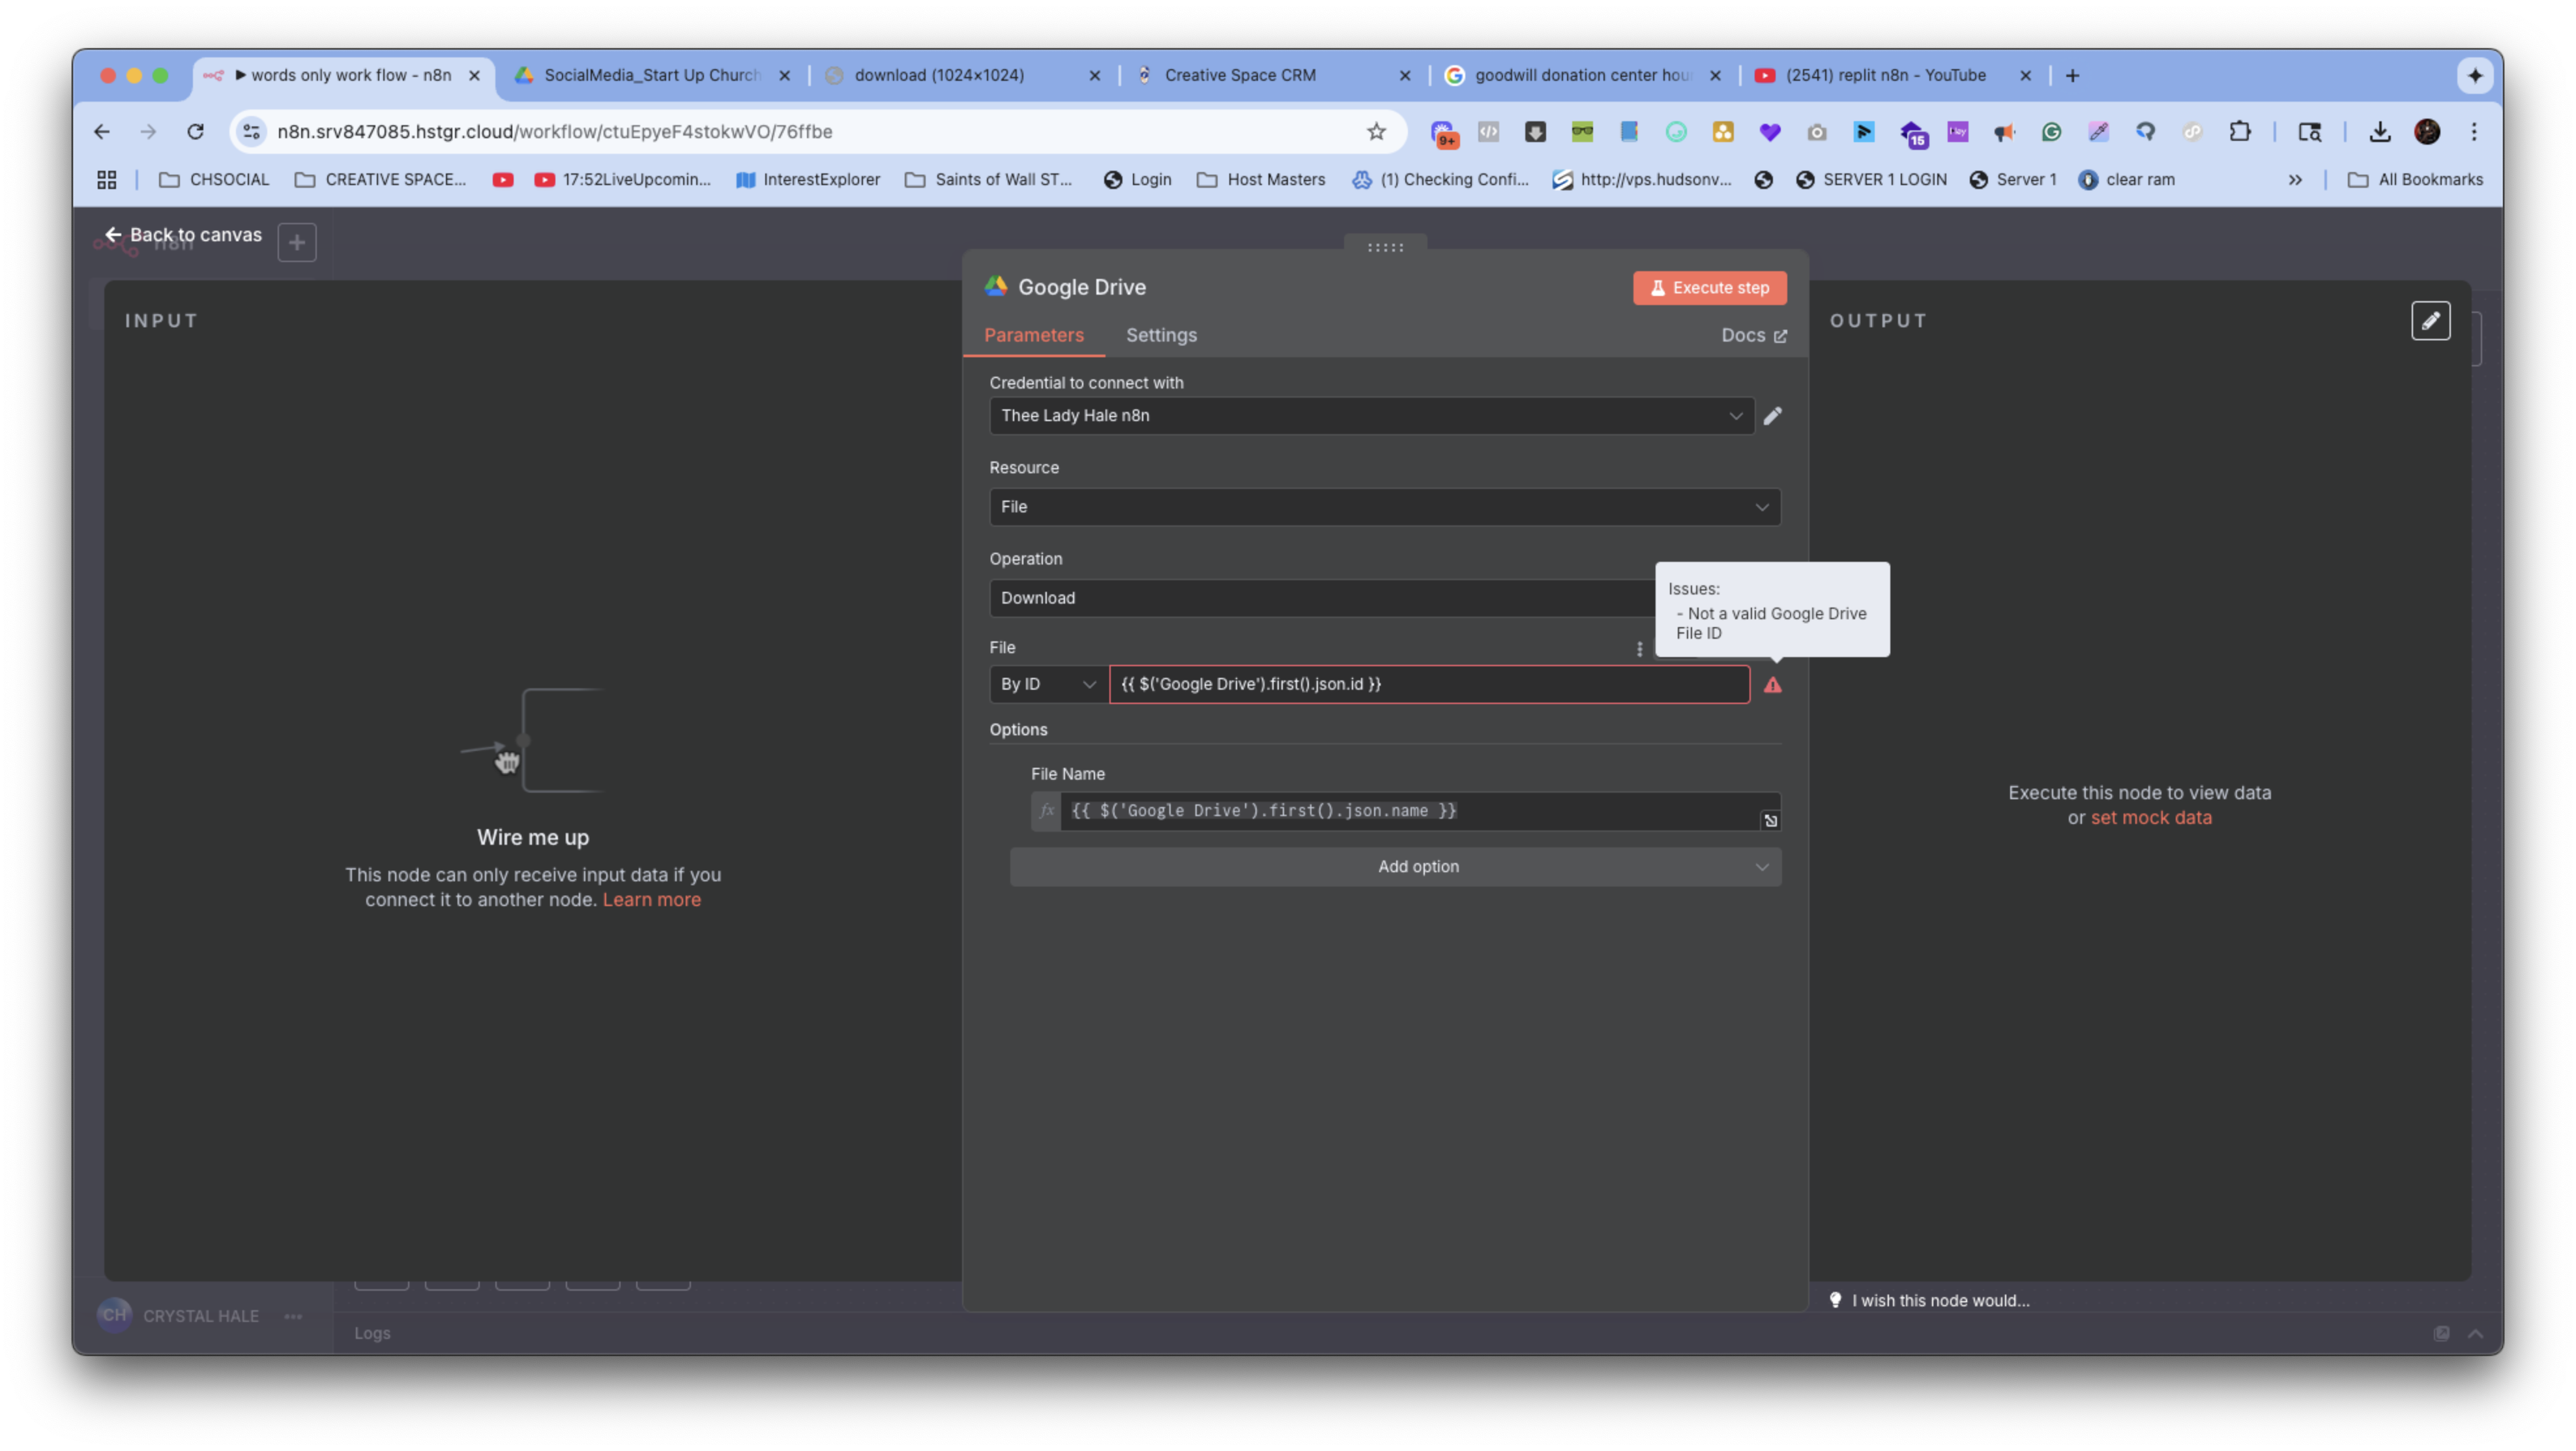 words only work flow - n8n
SocialMedia_Start Up Church
download (1024×1024)
Creative Space CRM
goodwill donation center hou
(2541) replit n8n - YouTube
n8n.srv847085.hstgr.cloud/workflow/ctuEpyeF4stokwVO/76ffbe
9+
15
CHSOCIAL
CREATIVE SPACE...
17:52LiveUpcomin...
InterestExplorer
Saints of Wall ST...
Login
Host Masters
(1) Checking Confi...
http://vps.hudsonv...
SERVER 1 LOGIN
Server 1
clear ram
All Bookmarks
Back to canvas
n8n
INPUT
Wire me up
This node can only receive input data if you
connect it to another node. Learn more
Google Drive
Execute step
Parameters
Settings
Docs
Credential to connect with
Thee Lady Hale n8n
Resource
File
Operation
Download
Issues:
- Not a valid Google Drive
File ID
File
By ID
{{ $('Google Drive').first().json.id }}
Options
File Name
fx
{{ $('Google Drive').first().json.name }}
Add option
OUTPUT
Execute this node to view data
or set mock data
I wish this node would...
CH
CRYSTAL HALE
Logs